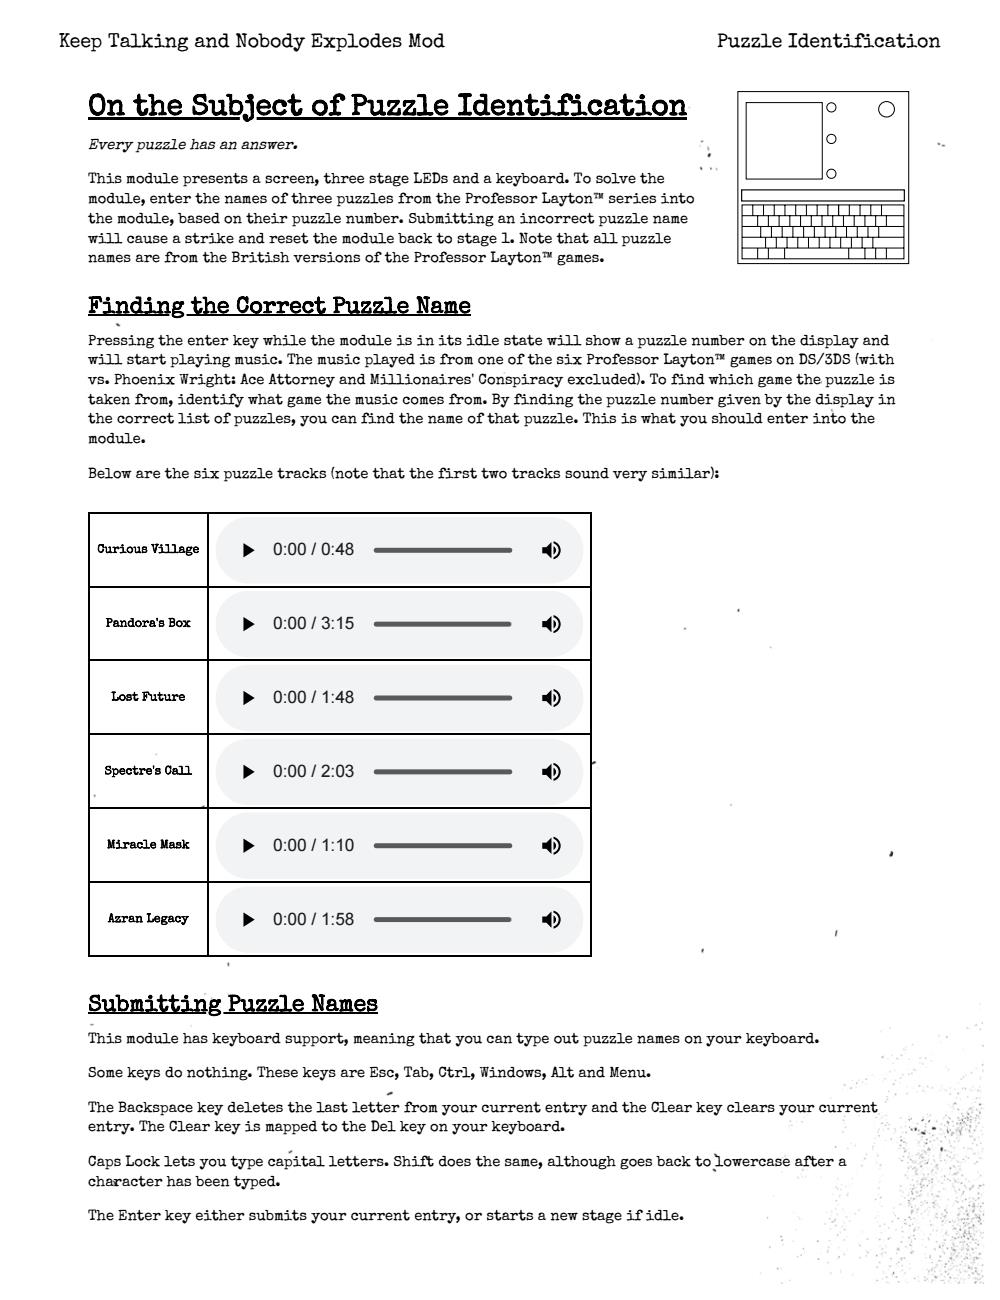 Keep Talking and Nobody Explodes Mod
Puzzle Identification
On the Subject of Puzzle Identification
Every puzzle has an answer.
This module presents a screen, three stage LEDs and a keyboard. To solve the
module, enter the names of three puzzles from the Professor Layton™ series into
the module, based on their puzzle number. Submitting an incorrect puzzle name
will cause a strike and reset the module back to stage 1. Note that all puzzle
names are from the British versions of the Professor Layton™ games.
Finding the Correct Puzzle Name
Pressing the enter key while the module is in its idle state will show a puzzle number on the display and
will start playing music. The music played is from one of the six Professor Layton™ games on DS/3DS (with
vs. Phoenix Wright: Ace Attorney and Millionaires' Conspiracy excluded). To find which game the puzzle is
taken from, identify what game the music comes from. By finding the puzzle number given by the display in
the correct list of puzzles, you can find the name of that puzzle. This is what you should enter into the
module.
Below are the six puzzle tracks (note that the first two tracks sound very similar):
Curious Village 0:00 / 0:48
Pandora's Box 0:00 / 3:15
Lost Future 0:00 / 1:48
Spectre's Call 0:00 / 2:03
Miracle Mask 0:00 / 1:10
Azran Legacy 0:00 / 1:58
Submitting Puzzle Names
This module has keyboard support, meaning that you can type out puzzle names on your keyboard.
Some keys do nothing. These keys are Esc, Tab, Ctrl, Windows, Alt and Menu.
The Backspace key deletes the last letter from your current entry and the Clear key clears your current
entry. The Clear key is mapped to the Del key on your keyboard.
Caps Lock lets you type capital letters. Shift does the same, although goes back to lowercase after a
character has been typed.
The Enter key either submits your current entry, or starts a new stage if idle.